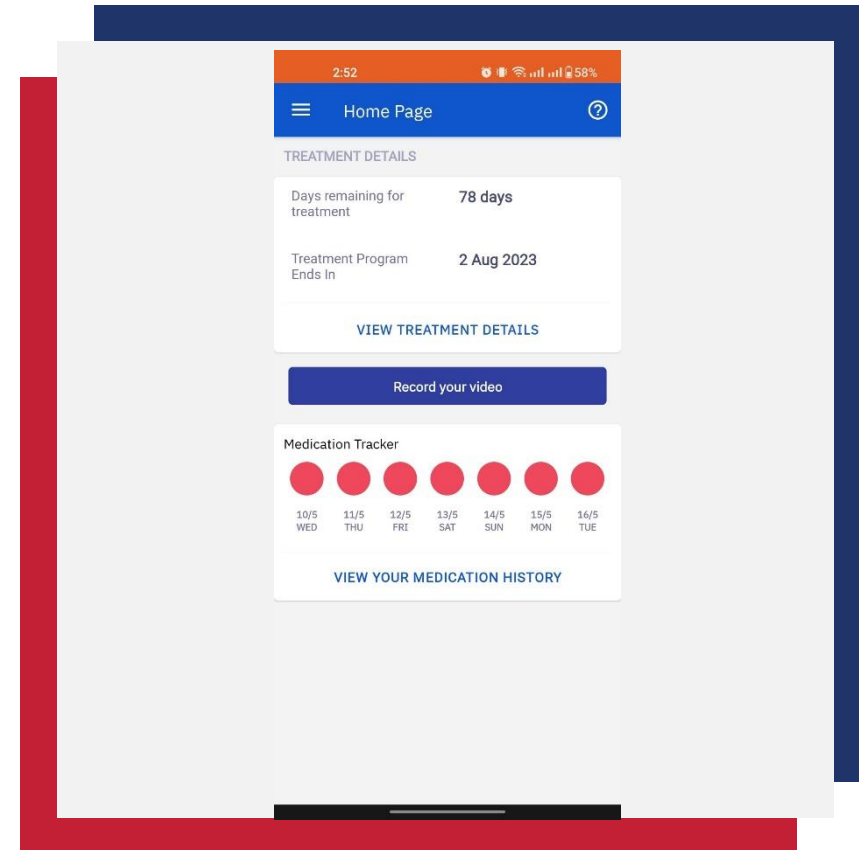 2:52 58%
Home Page
TREATMENT DETAILS
Days remaining for 78 days
treatment
Treatment Program 2 Aug 2023
Ends In
VIEW TREATMENT DETAILS
Record your video
Medication Tracker
10/5 11/5 12/5 13/5 14/5 15/5 16/5
WED THU FRI SAT SUN MON TUE
VIEW YOUR MEDICATION HISTORY